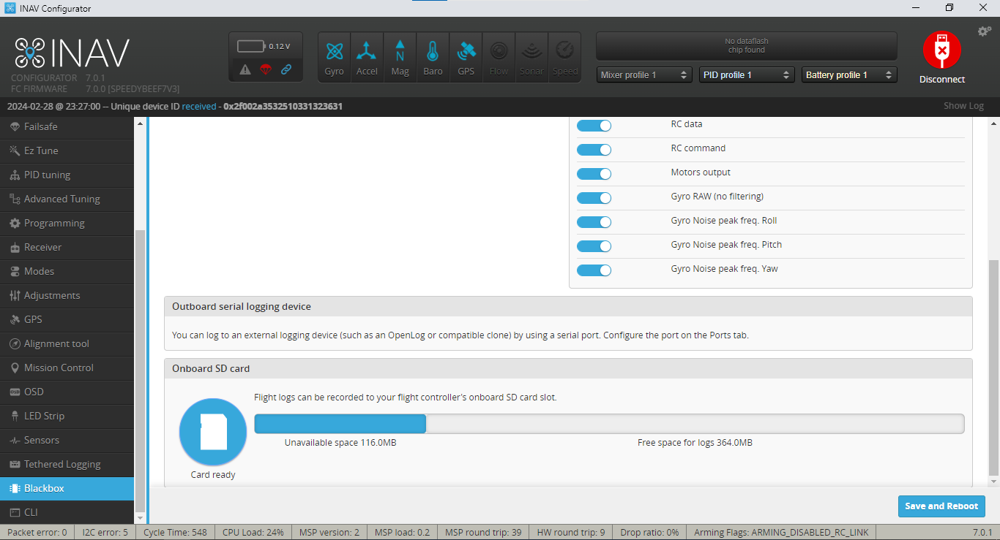 INAV Configurator
INAV
CONFIGURATOR 7.0.1
FC FIRMWARE 7.0.0 [SPEEDYBEEF7V3]
0.12 V
Gyro
Accel
N
Mag
Baro
GPS
Flow
Sonar
Speed
No dataflash
chip found
Mixer profile 1
PID profile 1
Battery profile 1
Disconnect
2024-02-28 @ 23:27:00 -- Unique device ID received - 0x2f002a3532510331323631
Show Log
Failsafe
Ez Tune
PID tuning
Advanced Tuning
Programming
Receiver
Modes
Adjustments
GPS
Alignment tool
Mission Control
OSD OSD
LED Strip
Sensors
Tethered Logging
Blackbox
CLI
RC data
RC command
Motors output
Gyro RAW (no filtering)
Gyro Noise peak freq. Roll
Gyro Noise peak freq. Pitch
Gyro Noise peak freq. Yaw
Outboard serial logging device
You can log to an external logging device (such as an OpenLog or compatible clone) by using a serial port. Configure the port on the Ports tab.
Onboard SD card
Flight logs can be recorded to your flight controller's onboard SD card slot.
Unavailable space 116.0MB
Free space for logs 364.0MB
Card ready
Save and Reboot
Packet error: 0
I2C error: 5
Cycle Time: 548
CPU Load: 24%
MSP version: 2
MSP load: 0.2
MSP round trip: 39
HW round trip: 9
Drop ratio: 0%
Arming Flags: ARMING_DISABLED_RC_LINK
7.0.1